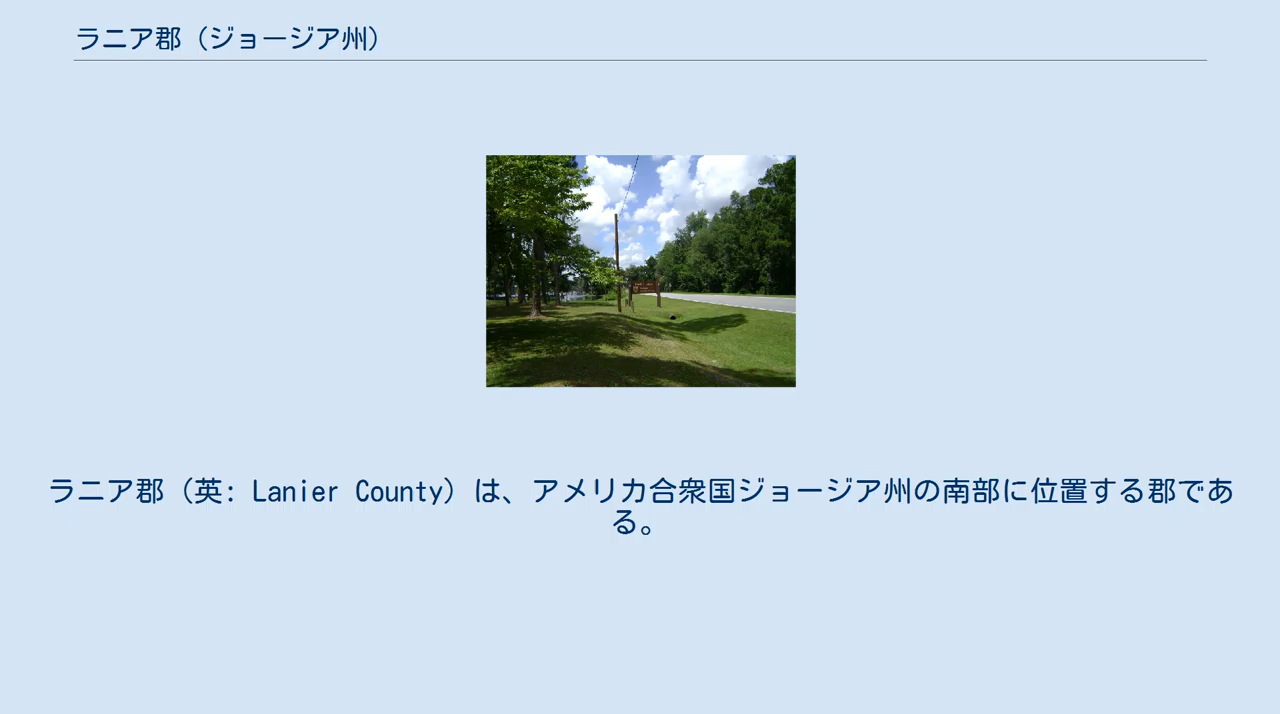 ラニア郡（ジョージア州）
ラニア郡（英: Lanier County）は、アメリカ合衆国ジョージア州の南部に位置する郡であ
る。